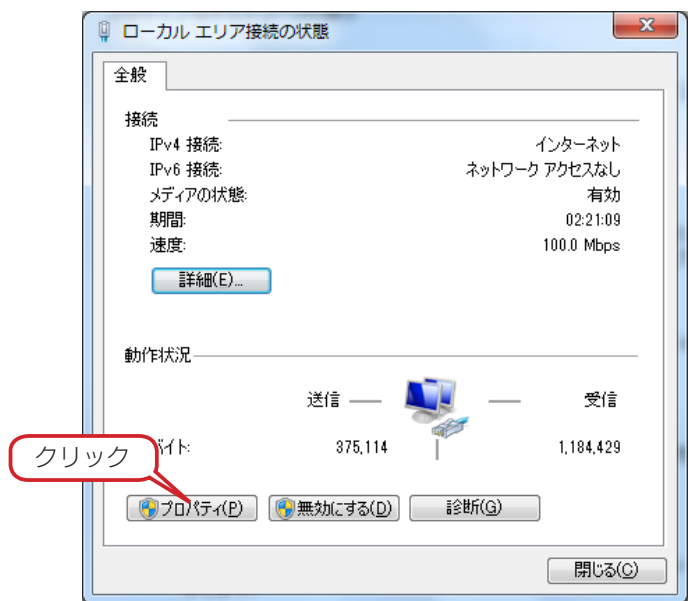 ローカル エリア接続の状態
全般
接続
IPv4 接続: インターネット
IPv6 接続: ネットワーク アクセスなし
メディアの状態: 有効
期間: 02:21:09
速度: 100.0 Mbps
詳細(E)...
動作状況
送信 受信
イト: 375,114 1,184,429
クリック
プロパティ(P) 無効にする(D) 診断(G)
閉じる(C)